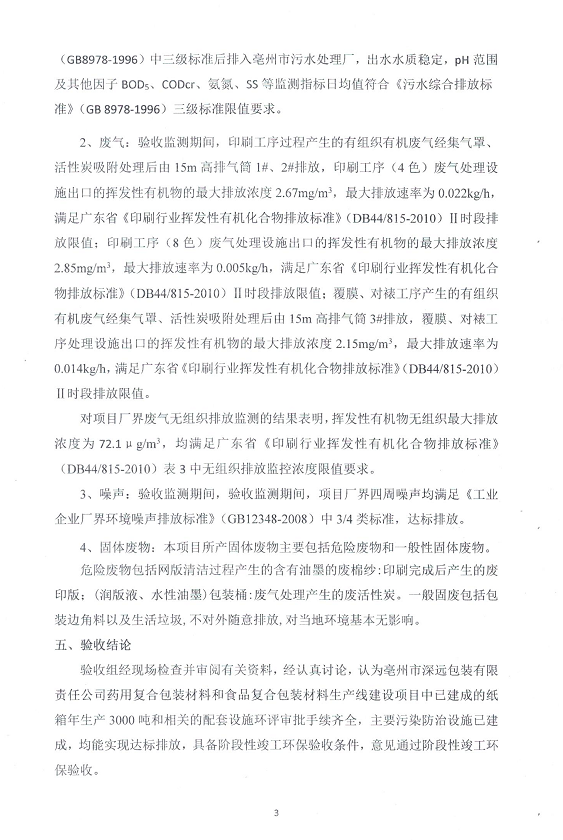 （GB8978-1996）中三级标准后排入亳州市污水处理厂，出水水质稳定，pH 范围
及其他因子 BOD₅、CODcr、氨氮、SS 等监测指标日均值符合《污水综合排放标
准》（GB 8978-1996）三级标准限值要求。
2、废气：验收监测期间，印刷工序过程产生的有组织有机废气经集气罩、
活性炭吸附处理后由 15m 高排气筒 1#、2#排放，印刷工序（4 色）废气处理设
施出口的挥发性有机物的最大排放浓度 2.67mg/m³，最大排放速率为 0.022kg/h，
满足广东省《印刷行业挥发性有机化合物排放标准》（DB44/815-2010）Ⅱ时段排
放限值；印刷工序（8 色）废气处理设施出口的挥发性有机物的最大排放浓度
2.85mg/m³，最大排放速率为 0.005kg/h，满足广东省《印刷行业挥发性有机化合
物排放标准》（DB44/815-2010）Ⅱ时段排放限值；覆膜、对裱工序产生的有组织
有机废气经集气罩、活性炭吸附处理后由 15m 高排气筒 3#排放，覆膜、对裱工
序处理设施出口的挥发性有机物的最大排放浓度 2.15mg/m³，最大排放速率为
0.014kg/h，满足广东省《印刷行业挥发性有机化合物排放标准》（DB44/815-2010）
Ⅱ时段排放限值。
对项目厂界废气无组织排放监测的结果表明，挥发性有机物无组织最大排放
浓度为 72.1μg/m³，均满足广东省《印刷行业挥发性有机化合物排放标准》
（DB44/815-2010）表 3 中无组织排放监控浓度限值要求。
3、噪声：验收监测期间，验收监测期间，项目厂界四周噪声均满足《工业
企业厂界环境噪声排放标准》（GB12348-2008）中 3/4 类标准，达标排放。
4、固体废物：本项目所产固体废物主要包括危险废物和一般性固体废物。
危险废物包括网版清洁过程产生的含有油墨的废棉纱;印刷完成后产生的废
印版；(润版液、水性油墨)包装桶;废气处理产生的废活性炭。一般固废包括包
装边角料以及生活垃圾,不对外随意排放,对当地环境基本无影响。
五、验收结论
验收组经现场检查并审阅有关资料，经认真讨论，认为亳州市深远包装有限
责任公司药用复合包装材料和食品复合包装材料生产线建设项目中已建成的纸
箱年生产 3000 吨和相关的配套设施环评审批手续齐全，主要污染防治设施已建
成，均能实现达标排放，具备阶段性竣工环保验收条件，意见通过阶段性竣工环
保验收。
3